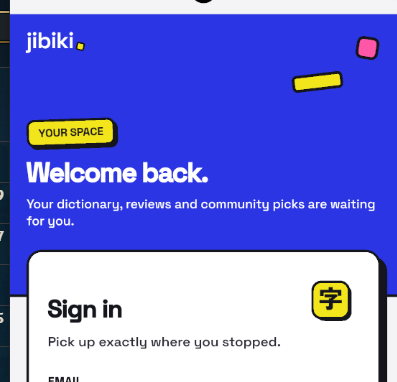 jibiki
YOUR SPACE
Welcome back.
Your dictionary, reviews and community picks are waiting
for you.
Sign in
字
Pick up exactly where you stopped.
EMAIL